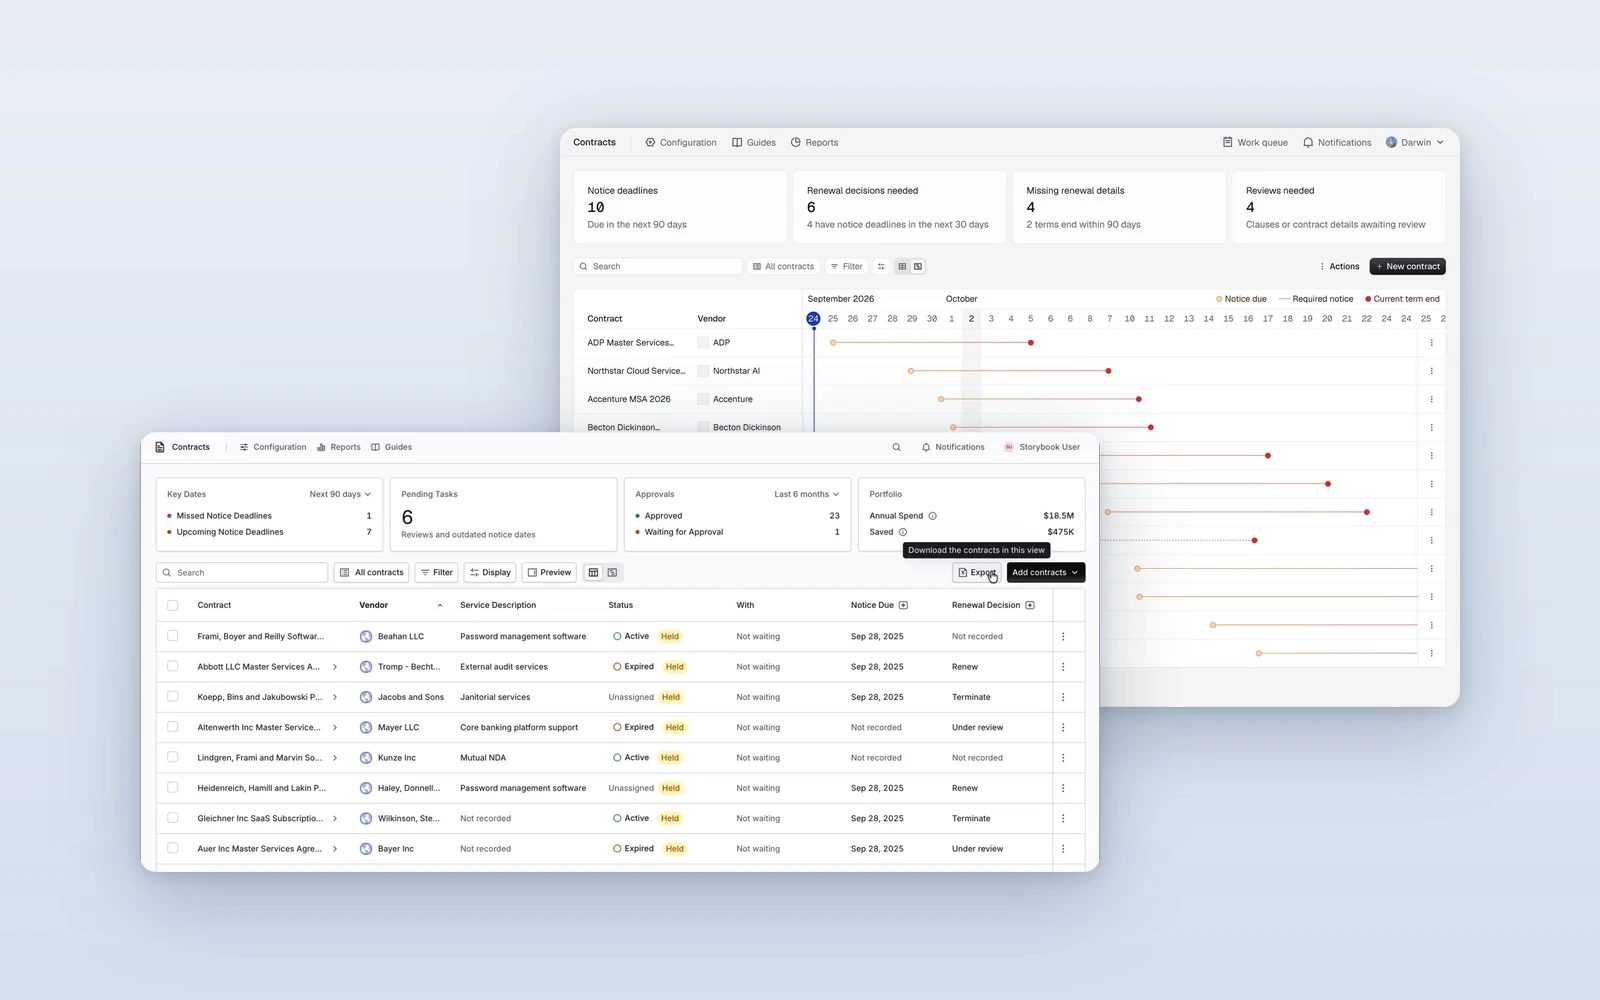 Contracts Configuration Guides Reports Work queue Notifications Darwin
Notice deadlines
10
Due in the next 90 days
Renewal decisions needed
6
4 have notice deadlines in the next 30 days
Missing renewal details
4
2 terms end within 90 days
Reviews needed
4
Clauses or contract details awaiting review
Search All contracts Filter Actions + New contract
September 2026 October Notice due Required notice Current term end
Contract Vendor 24 25 26 27 28 29 30 1 2 3 4 5 6 6 8 7 10 11 12 13 14 15 16 17 18 19 20 21 22 24 24 25 2
ADP Master Services... ADP
Northstar Cloud Service... Northstar AI
Accenture MSA 2026 Accenture
Becton Dickinson... Becton Dickinson
Contracts Configuration Reports Guides Notifications SU Storybook User
Key Dates Next 90 days
Missed Notice Deadlines 1
Upcoming Notice Deadlines 7
Pending Tasks
6
Reviews and outdated notice dates
Approvals Last 6 months
Approved 23
Waiting for Approval 1
Portfolio
Annual Spend $18.5M
Saved $475K
Download the contracts in this view
Search All contracts Filter Display Preview Export Add contracts
Contract Vendor Service Description Status With Notice Due Renewal Decision
Frami, Boyer and Reilly Softwar... Beahan LLC Password management software Active Held Not waiting Sep 28, 2025 Not recorded
Abbott LLC Master Services A... Tromp - Becht... External audit services Expired Held Not waiting Sep 28, 2025 Renew
Koepp, Bins and Jakubowski P... Jacobs and Sons Janitorial services Unassigned Held Not waiting Sep 28, 2025 Terminate
Altenwerth Inc Master Service... Mayer LLC Core banking platform support Expired Held Not waiting Not recorded Under review
Lindgren, Frami and Marvin So... Kunze Inc Mutual NDA Active Held Not waiting Not recorded Not recorded
Heidenreich, Hamill and Lakin P... Haley, Donnell... Password management software Unassigned Held Not waiting Sep 28, 2025 Renew
Gleichner Inc SaaS Subscriptio... Wilkinson, Ste... Not recorded Active Held Not waiting Sep 28, 2025 Terminate
Auer Inc Master Services Agre... Bayer Inc Not recorded Expired Held Not waiting Sep 28, 2025 Under review